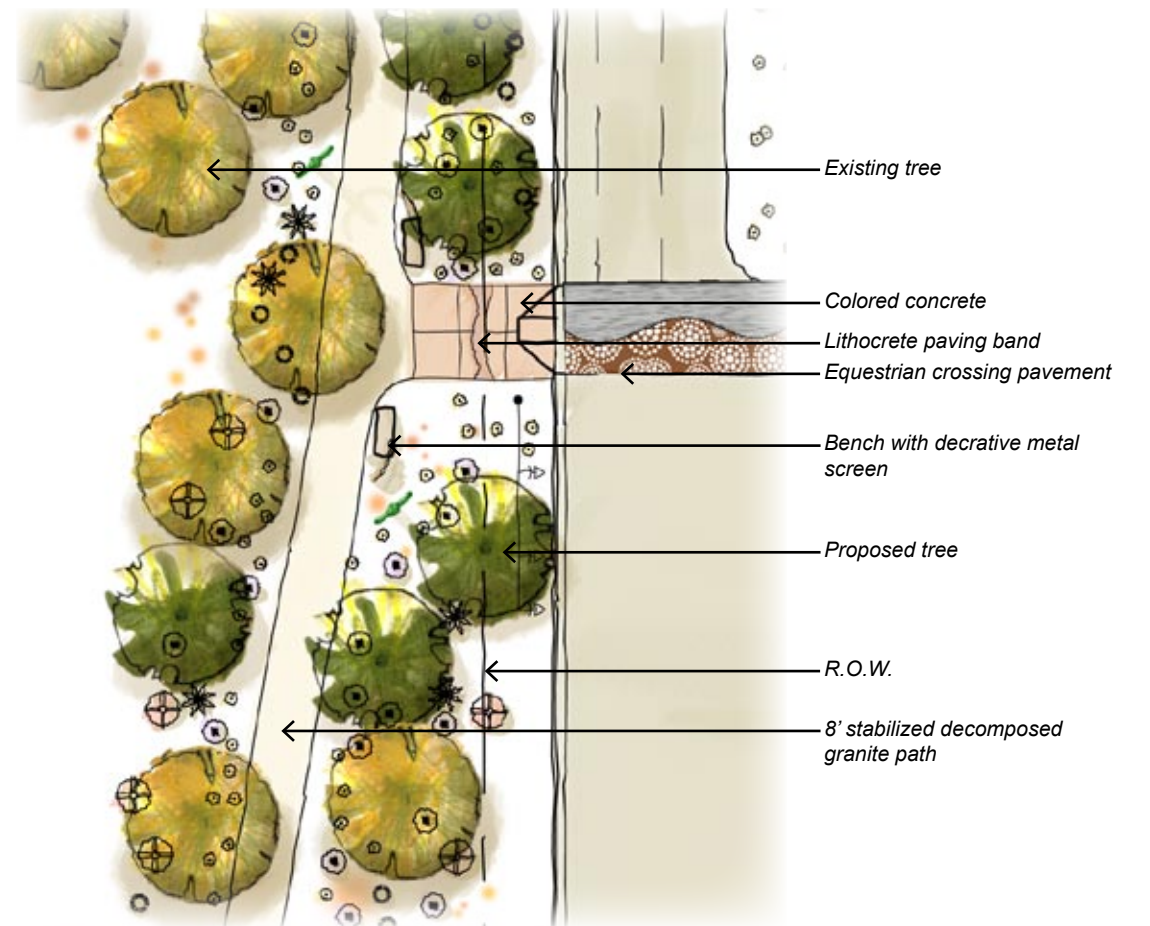 Existing tree
Colored concrete
Lithocrete paving band
Equestrian crossing pavement
Bench with decrative metal
screen
Proposed tree
R.O.W.
8’ stabilized decomposed
granite path